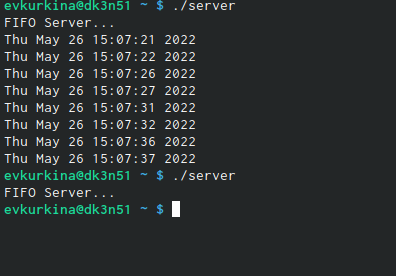 evkurkina@dk3n51 ~ $ ./server
FIFO Server...
Thu May 26 15:07:21 2022
Thu May 26 15:07:22 2022
Thu May 26 15:07:26 2022
Thu May 26 15:07:27 2022
Thu May 26 15:07:31 2022
Thu May 26 15:07:32 2022
Thu May 26 15:07:36 2022
Thu May 26 15:07:37 2022
evkurkina@dk3n51 ~ $ ./server
FIFO Server...
evkurkina@dk3n51 ~ $